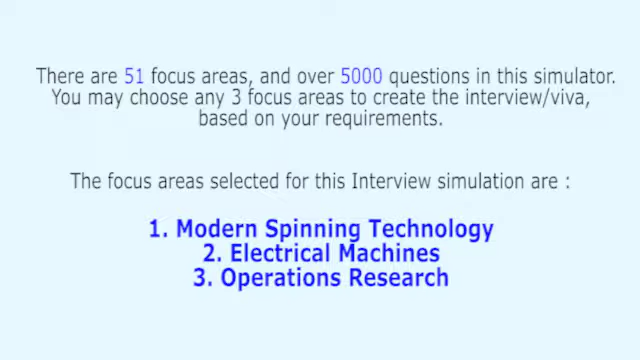 There are 51 focus areas, and over 5000 questions in this simulator.
You may choose any 3 focus areas to create the interview/viva,
based on your requirements.
The focus areas selected for this Interview simulation are :
1. Modern Spinning Technology
2. Electrical Machines
3. Operations Research